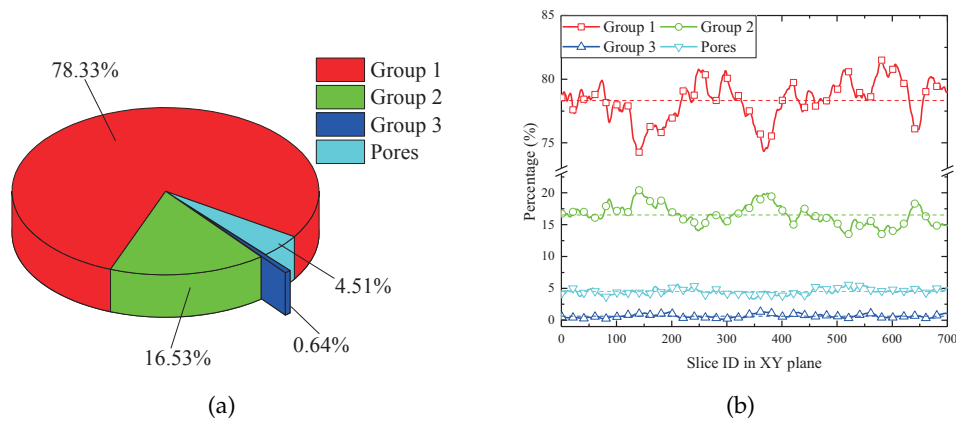 78.33%
Group 1
Group 2
Group 3
Pores
4.51%
0.64%
16.53%
(a)
85
80
75
20
15
10
5
0
Percentage (%)
Group 1 Group 2
Group 3 Pores
0 100 200 300 400 500 600 700
Slice ID in XY plane
(b)